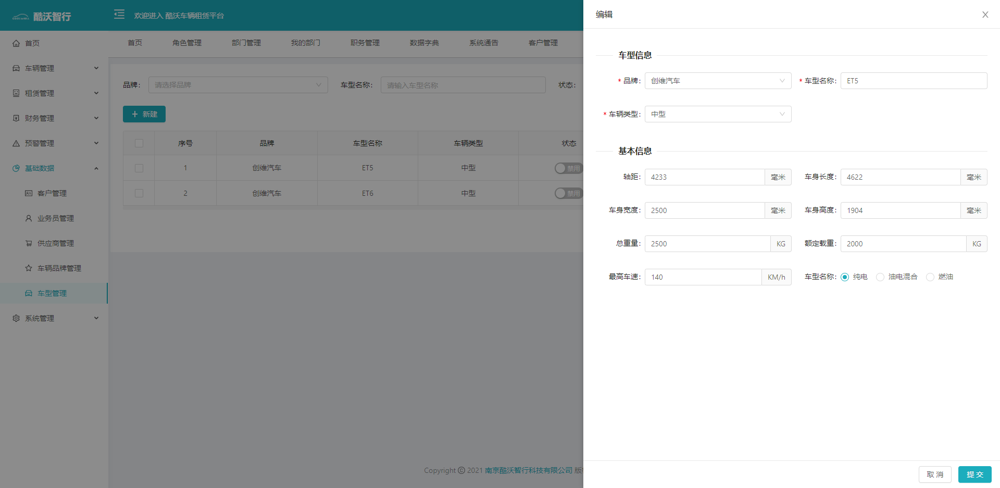 COOLWELL 酷沃智行
欢迎进入 酷沃车辆租赁平台
首页
车辆管理
租赁管理
财务管理
预警管理
基础数据
客户管理
业务员管理
供应商管理
车辆品牌管理
车型管理
系统管理
首页 角色管理 部门管理 我的部门 职务管理 数据字典 系统通告 客户管理
品牌: 请选择品牌 车型名称: 请输入车型名称 状态:
+ 新建
序号 品牌 车型名称 车辆类型 状态
1 创维汽车 ET5 中型 禁用
2 创维汽车 ET6 中型 禁用
Copyright © 2021 南京酷沃智行科技有限公司 版
编辑
车型信息
* 品牌: 创维汽车 * 车型名称: ET5
* 车辆类型: 中型
基本信息
轴距: 4233 毫米 车身长度: 4622 毫米
车身宽度: 2500 毫米 车身高度: 1904 毫米
总重量: 2500 KG 额定载重: 2000 KG
最高车速: 140 KM/h 车型名称: 纯电 油电混合 燃油
取 消 提 交